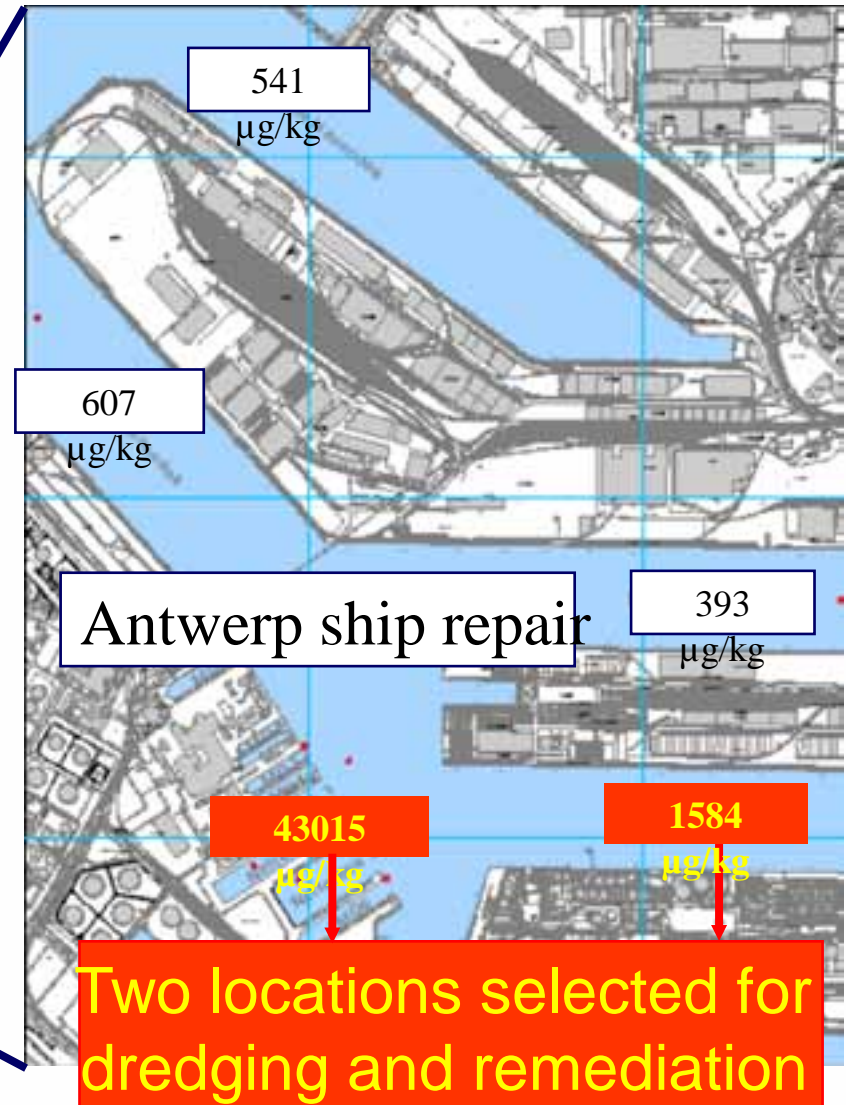 541
µg/kg
607
µg/kg
Antwerp ship repair
393
µg/kg
43015
µg/kg
1584
µg/kg
Two locations selected for
dredging and remediation